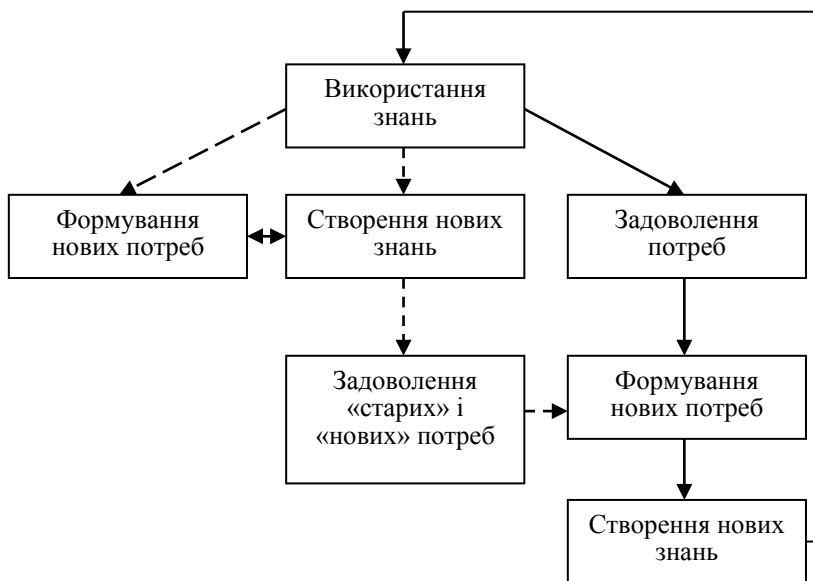 Використання
знань
Формування
нових потреб
Створення нових
знань
Задоволення
потреб
Задоволення
«старих» і
«нових» потреб
Формування
нових потреб
Створення нових
знань